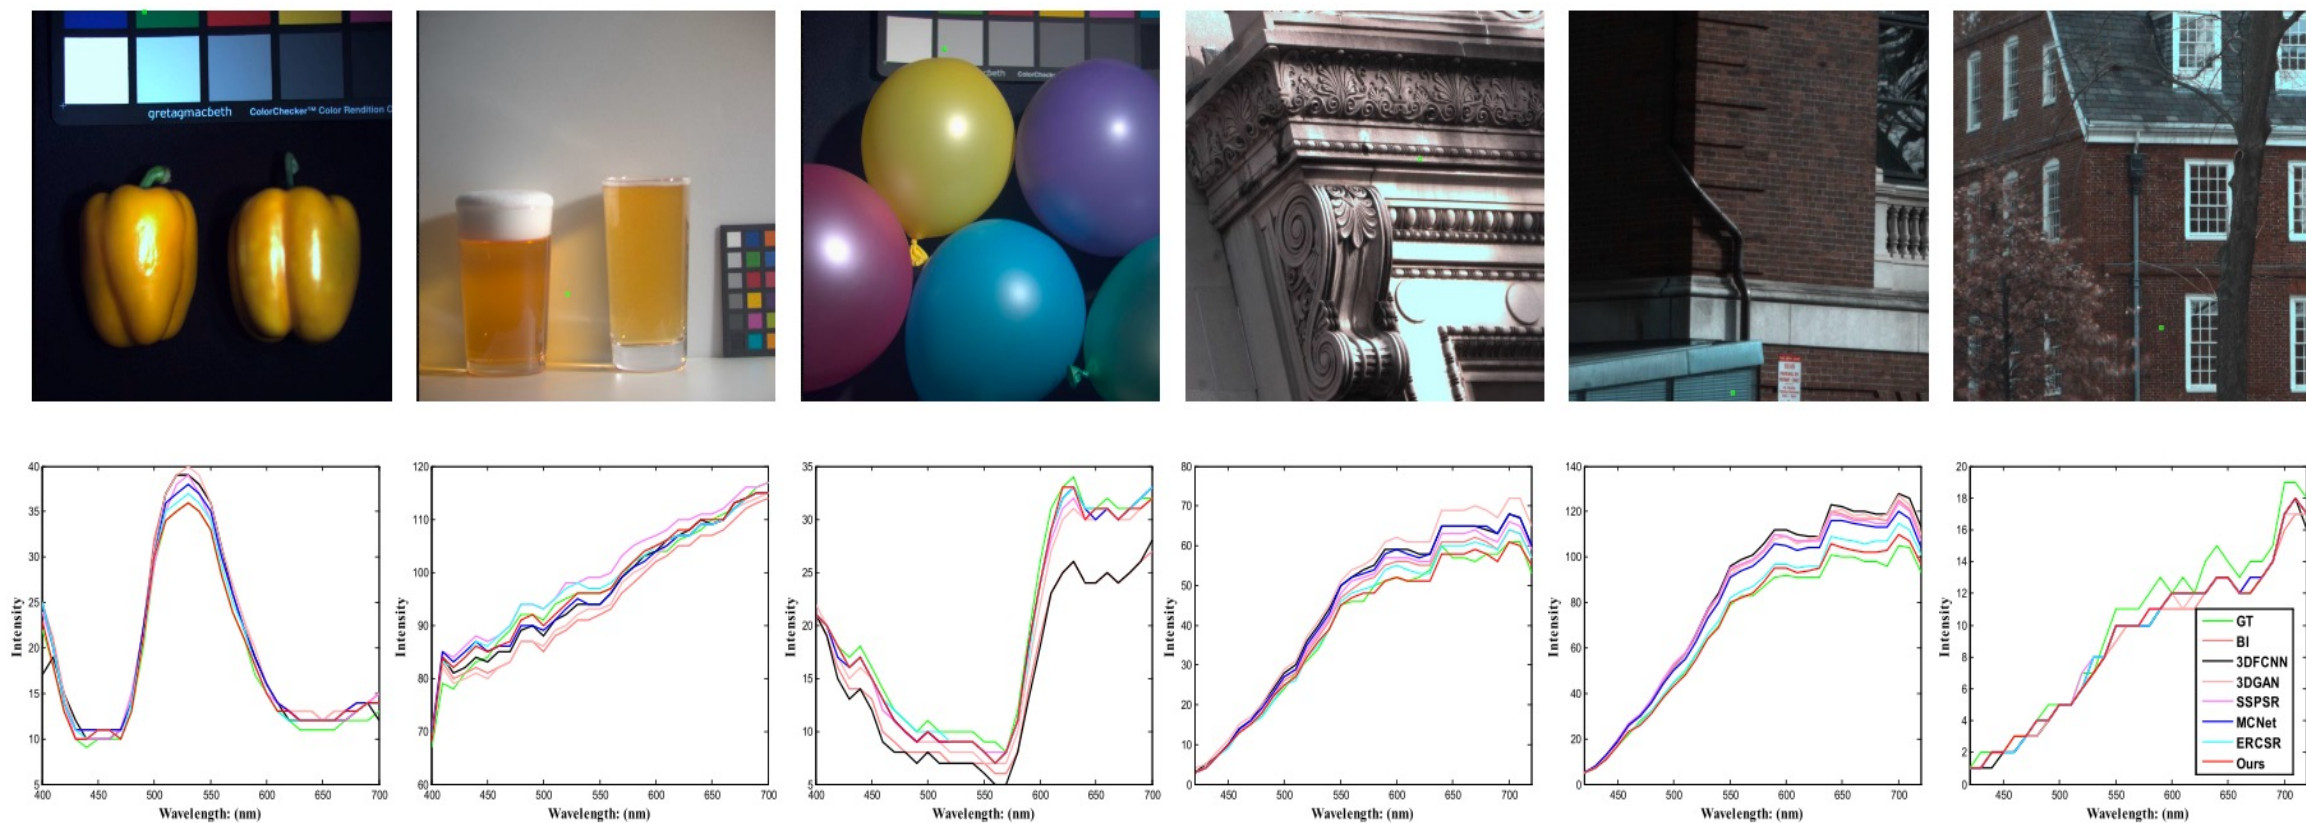 gretagmacbeth ColorChecker™ Color Rendition C
beth ColorChecker
40
35
30
25
20
15
10
5
400 450 500 550 600 650 700
Intensity
Wavelength: (nm)
120
110
100
90
80
70
60
400 450 500 550 600 650 700
Intensity
Wavelength: (nm)
35
30
25
20
15
10
5
400 450 500 550 600 650 700
Intensity
Wavelength: (nm)
80
70
60
50
40
30
20
10
0
450 500 550 600 650 700
Intensity
Wavelength: (nm)
140
120
100
80
60
40
20
0
450 500 550 600 650 700
Intensity
Wavelength: (nm)
20
18
16
14
12
10
8
6
4
2
0
450 500 550 600 650 700
Intensity
Wavelength: (nm)
GT
BI
3DFCNN
3DGAN
SSPSR
MCNet
ERCSR
Ours